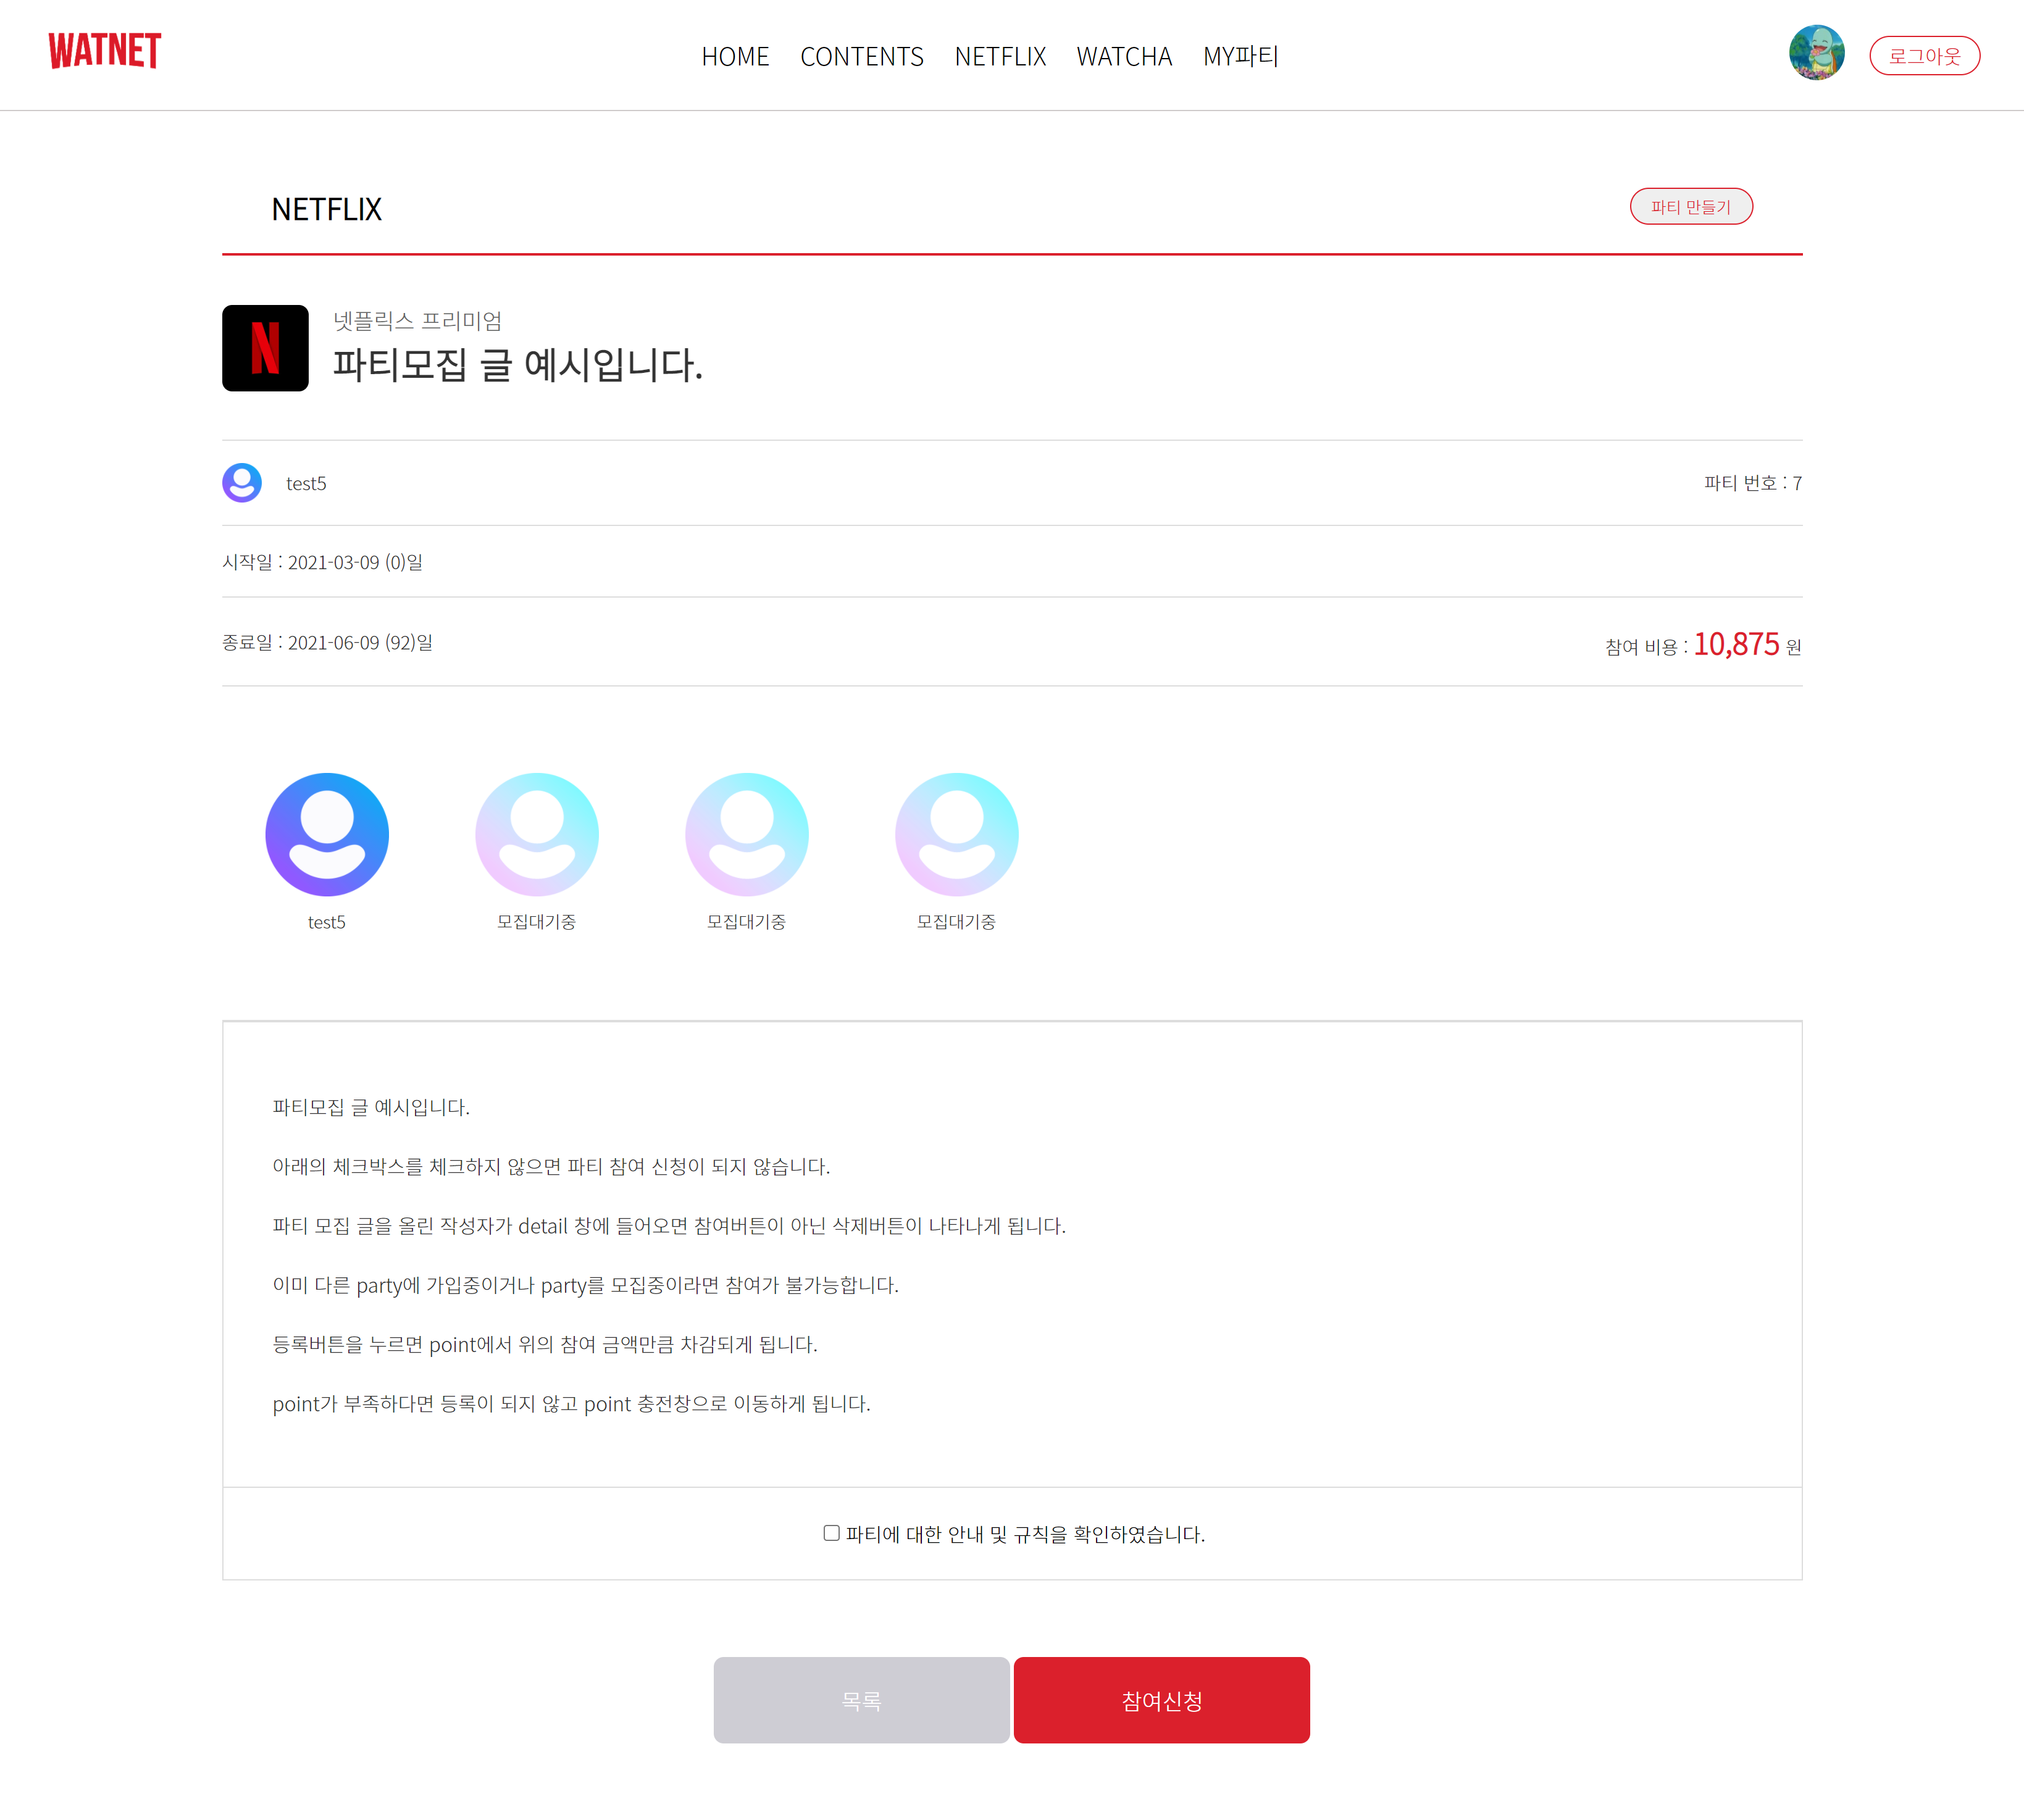 WATNET
HOME CONTENTS NETFLIX WATCHA MY파티
로그아웃
NETFLIX
파티 만들기
N
넷플릭스 프리미엄
파티모집 글 예시입니다.
test5
파티 번호 : 7
시작일 : 2021-03-09 (0)일
종료일 : 2021-06-09 (92)일
참여 비용 : 10,875 원
test5
모집대기중
모집대기중
모집대기중
파티모집 글 예시입니다.
아래의 체크박스를 체크하지 않으면 파티 참여 신청이 되지 않습니다.
파티 모집 글을 올린 작성자가 detail 창에 들어오면 참여버튼이 아닌 삭제버튼이 나타나게 됩니다.
이미 다른 party에 가입중이거나 party를 모집중이라면 참여가 불가능합니다.
등록버튼을 누르면 point에서 위의 참여 금액만큼 차감되게 됩니다.
point가 부족하다면 등록이 되지 않고 point 충전창으로 이동하게 됩니다.
파티에 대한 안내 및 규칙을 확인하였습니다.
목록
참여신청